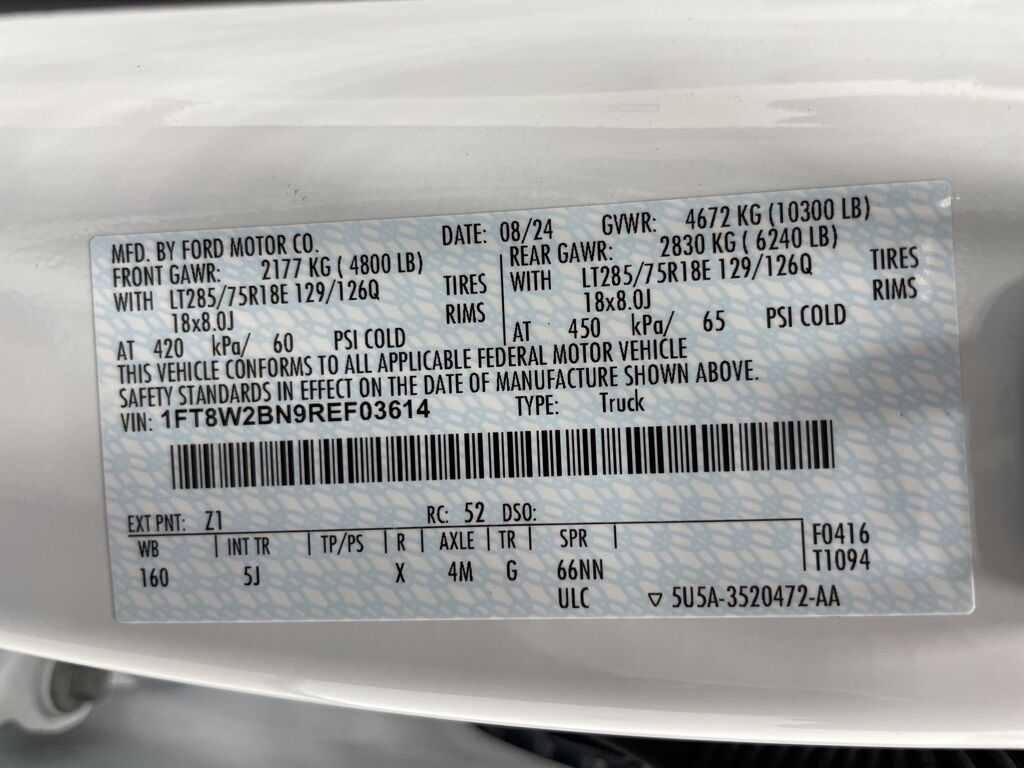 MFD. BY FORD MOTOR CO. DATE: 08/24 GVWR: 4672 KG (10300 LB)
FRONT GAWR: 2177 KG ( 4800 LB) REAR GAWR: 2830 KG ( 6240 LB)
WITH LT285/75R18E 129/126Q TIRES WITH LT285/75R18E 129/126Q TIRES
18x8.0J RIMS 18x8.0J RIMS
AT 420 kPa/ 60 PSI COLD AT 450 kPa/ 65 PSI COLD
THIS VEHICLE CONFORMS TO ALL APPLICABLE FEDERAL MOTOR VEHICLE
SAFETY STANDARDS IN EFFECT ON THE DATE OF MANUFACTURE SHOWN ABOVE.
VIN: 1FT8W2BN9REF03614 TYPE: Truck
EXT PNT: Z1 RC: 52 DSO:
WB INT TR TP/PS R AXLE TR SPR F0416
160 5J X 4M G 66NN T1094
ULC ▽ 5U5A-3520472-AA